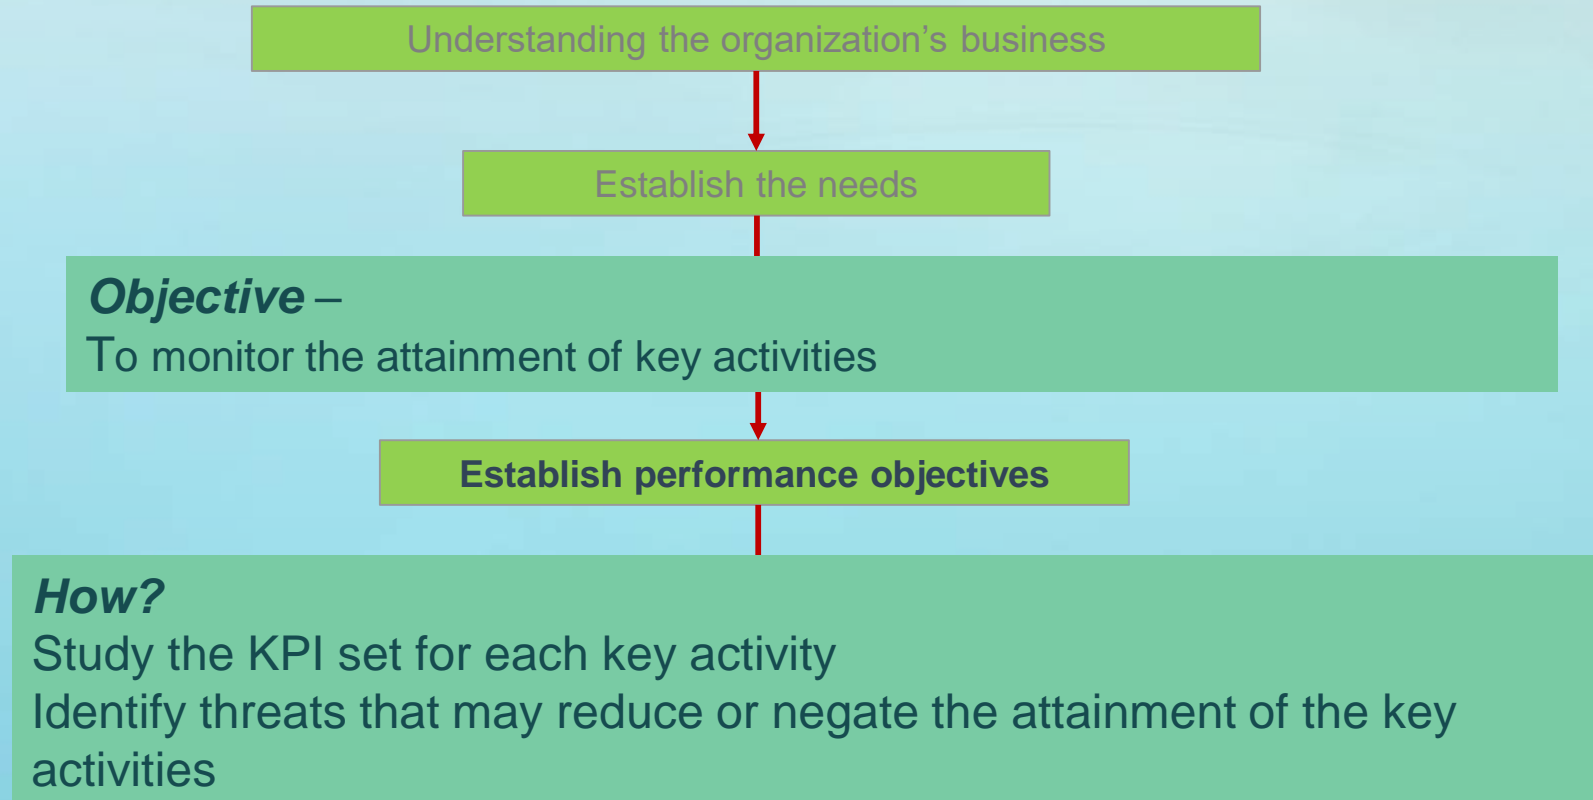 Understanding the organization’s business
Establish the needs
Objective –
To monitor the attainment of key activities
Establish performance objectives
How?
Study the KPI set for each key activity
Identify threats that may reduce or negate the attainment of the key
activities